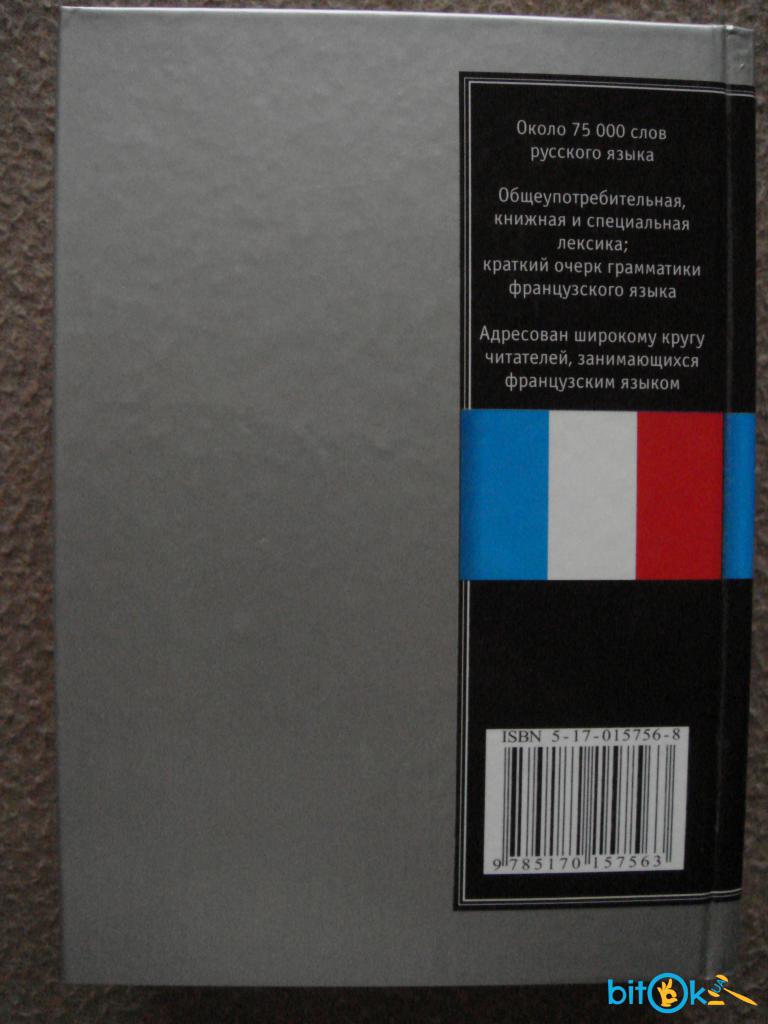 Около 75 000 слов
русского языка
Общеупотребительная,
книжная и специальная
лексика;
краткий очерк грамматики
французского языка
Адресован широкому кругу
читателей, занимающихся
французским языком
ISBN 5-17-015756-8
9 785170 157563
bitOk UA